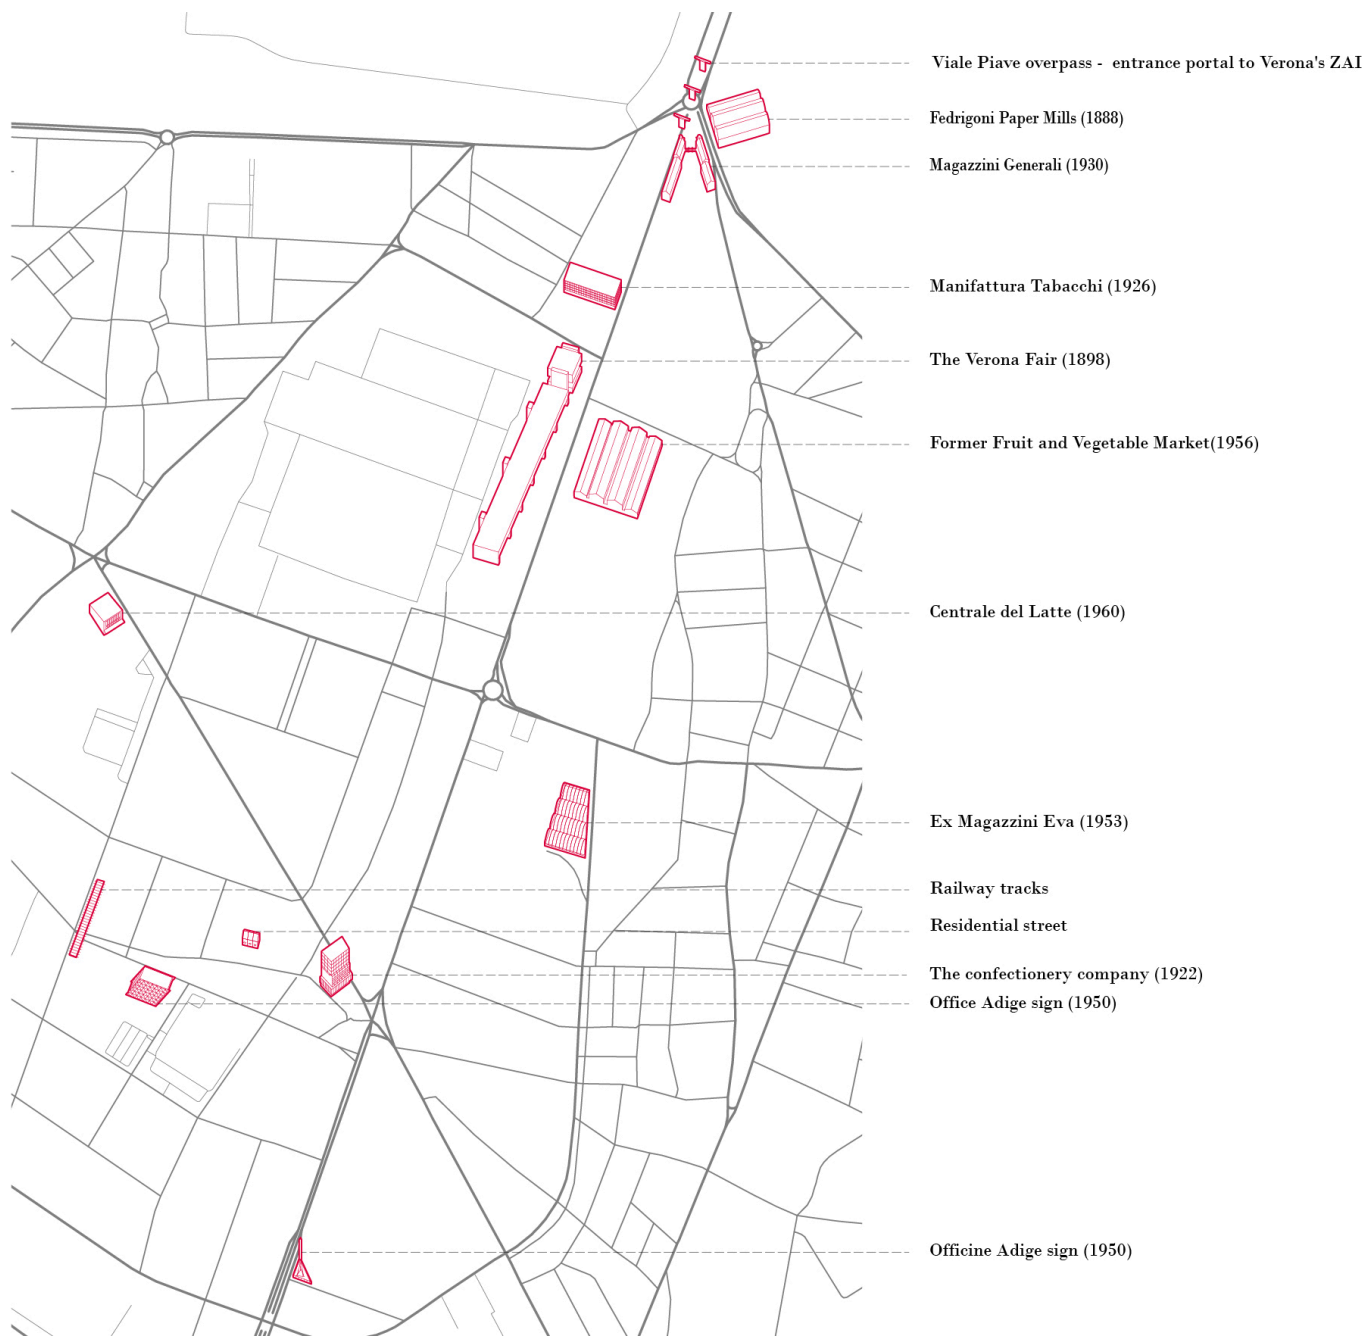 Viale Piave overpass - entrance portal to Verona's ZAI
Fedrigoni Paper Mills (1888)
Magazzini Generali (1930)
Manifattura Tabacchi (1926)
The Verona Fair (1898)
Former Fruit and Vegetable Market(1956)
Centrale del Latte (1960)
Ex Magazzini Eva (1953)
Railway tracks
Residential street
The confectionery company (1922)
Office Adige sign (1950)
Officine Adige sign (1950)